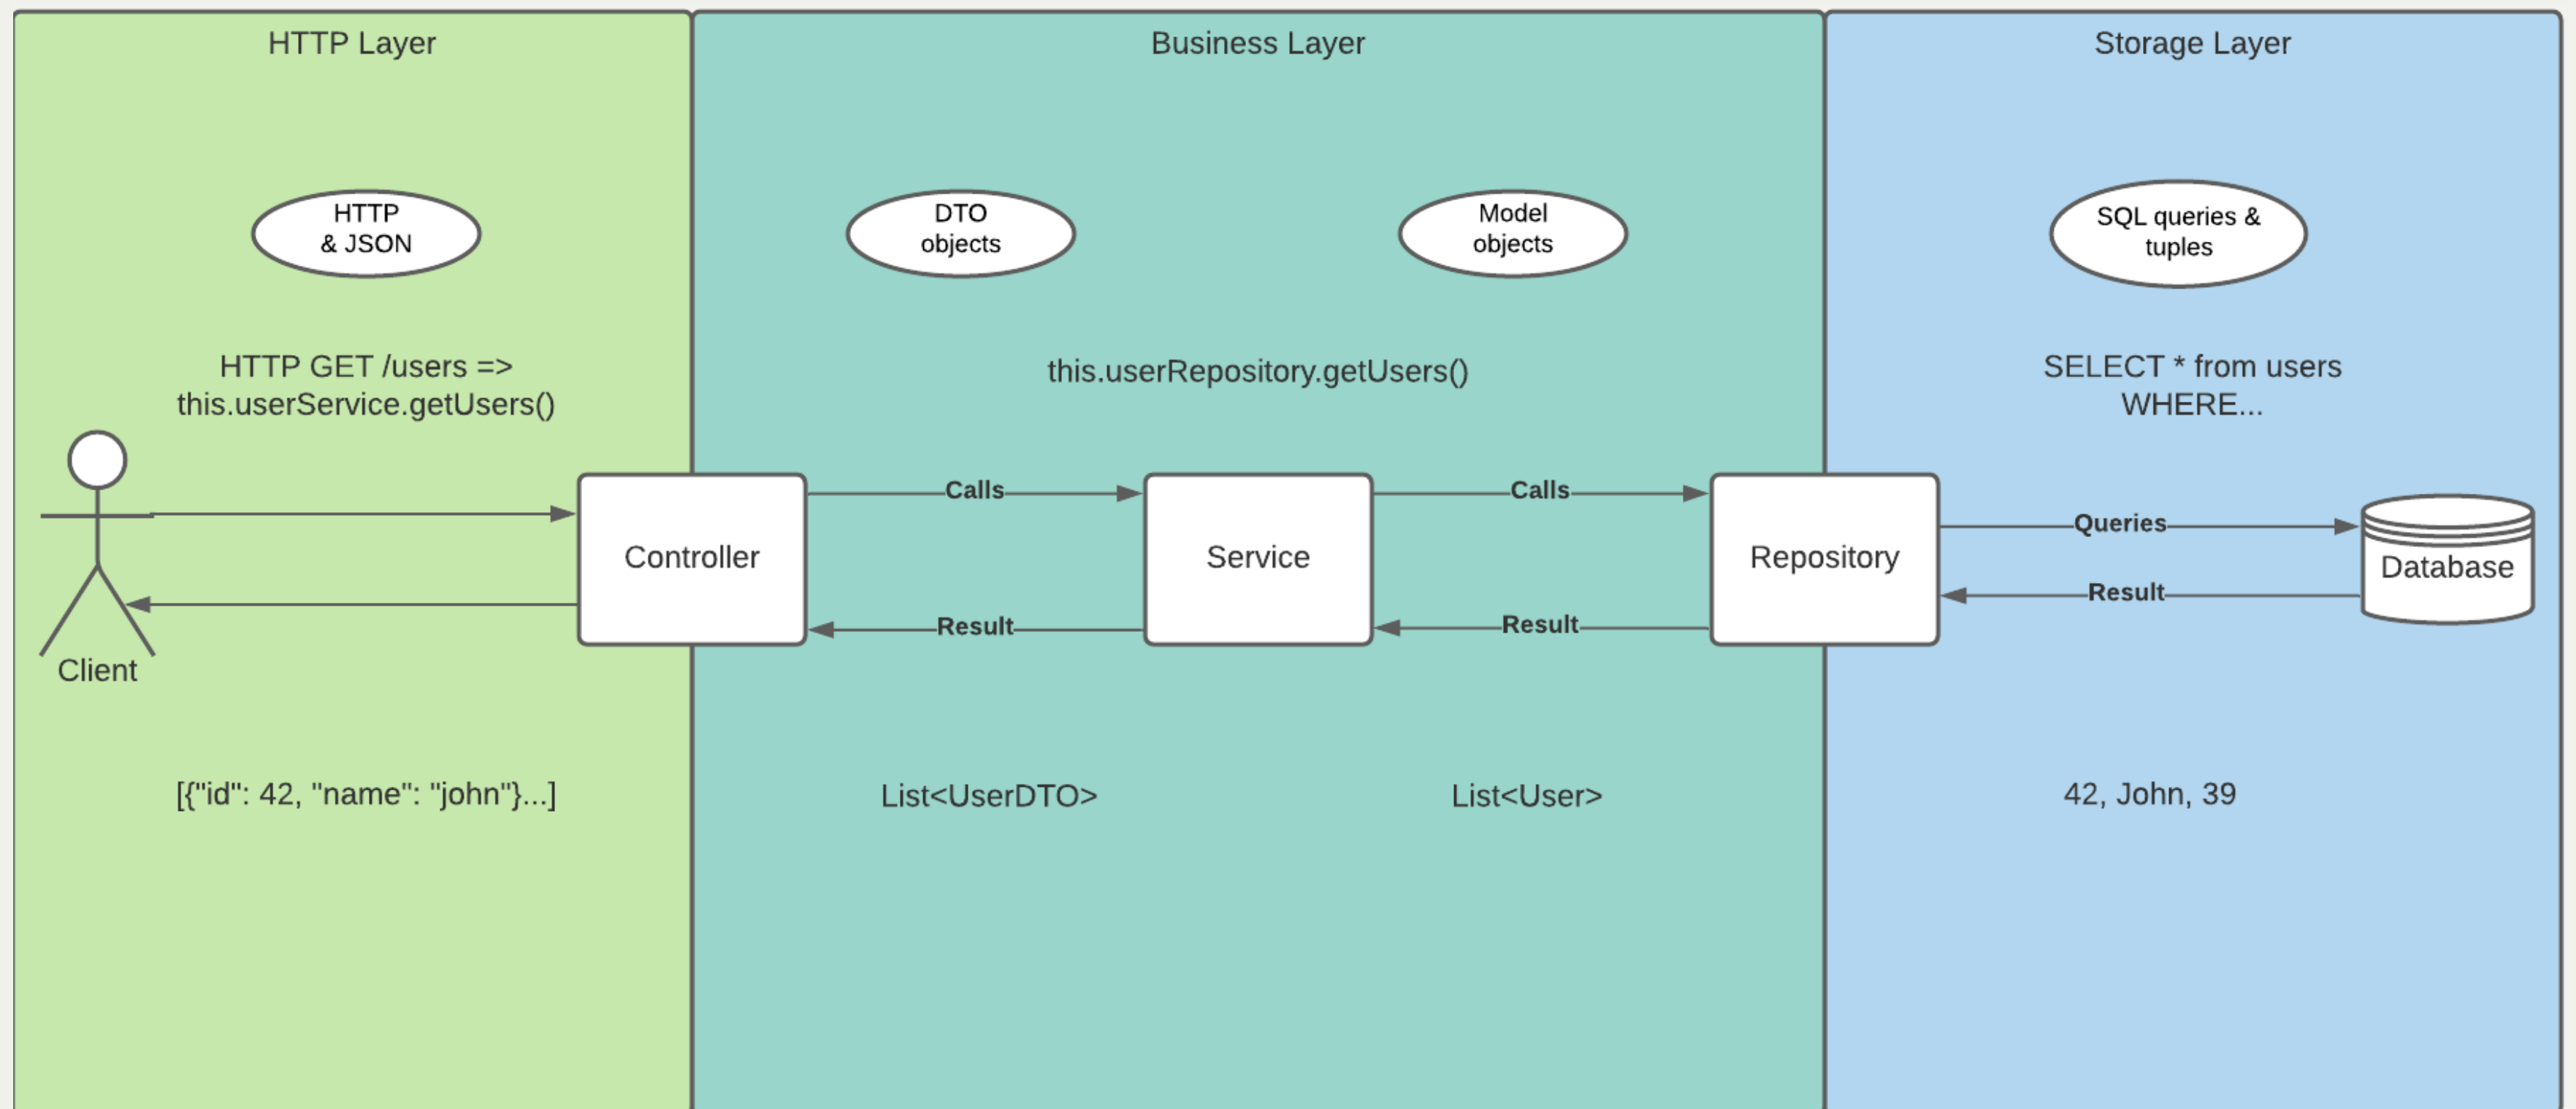 HTTP Layer
Business Layer
Storage Layer
HTTP
& JSON
DTO
objects
Model
objects
SQL queries &
tuples
HTTP GET /users =>
this.userService.getUsers()
this.userRepository.getUsers()
SELECT * from users
WHERE...
Calls
Calls
Queries
Controller
Service
Repository
Database
Result
Result
Result
Client
[{"id": 42, "name": "john"}...]
List<UserDTO>
List<User>
42, John, 39